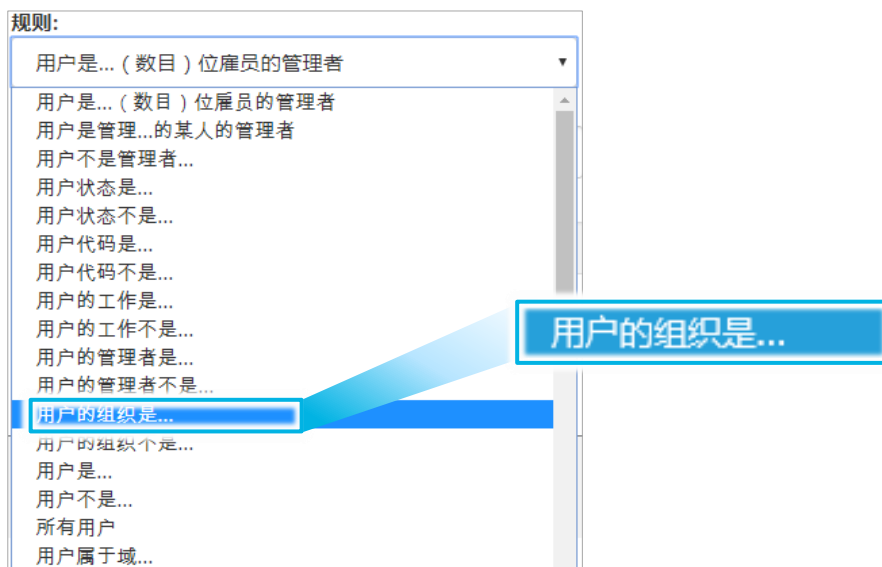 规则:
用户是...（数目）位雇员的管理者
用户是...（数目）位雇员的管理者
用户是管理...的某人的管理者
用户不是管理者...
用户状态是...
用户状态不是...
用户代码是...
用户代码不是...
用户的工作是...
用户的工作不是...
用户的管理者是...
用户的管理者不是...
用户的组织是...
用户的组织是...
用户的组织不是...
用户是...
用户不是...
所有用户
用户属于域...